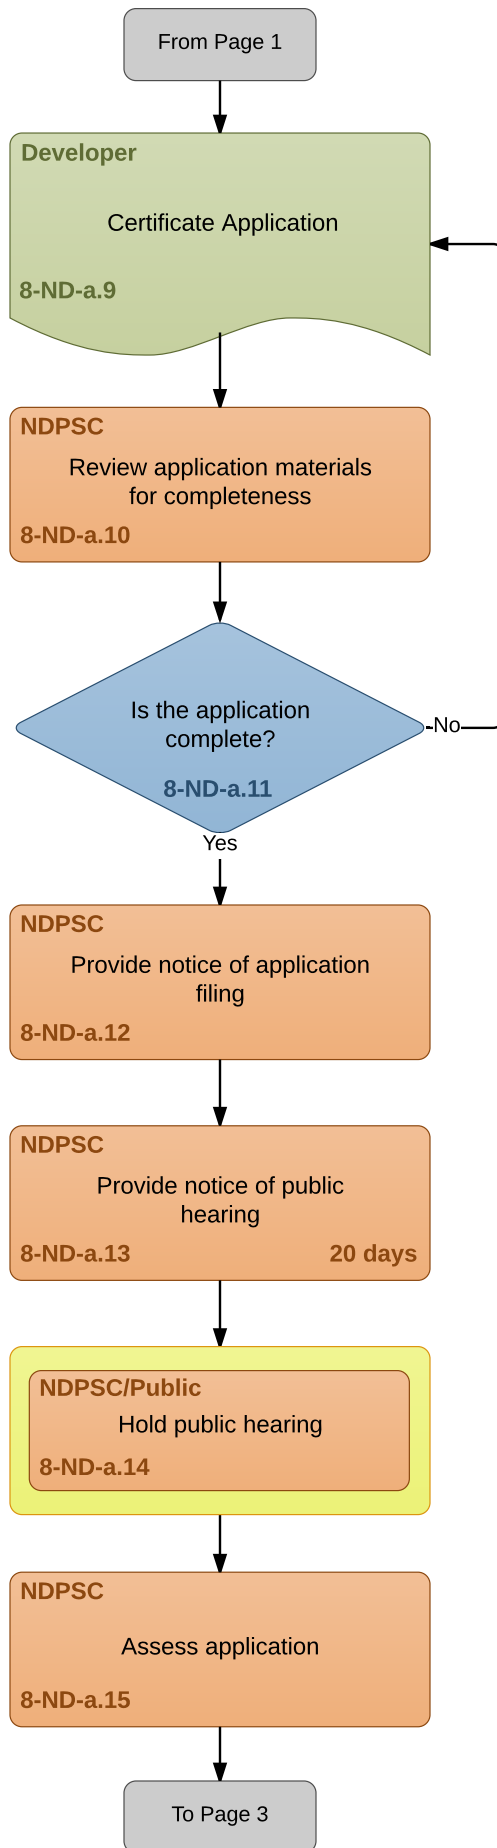 From Page 1
Developer
Certificate Application
8-ND-a.9
NDPSC
Review application materials
for completeness
8-ND-a.10
Is the application
complete?
No
8-ND-a.11
Yes
NDPSC
Provide notice of application
filing
8-ND-a.12
NDPSC
Provide notice of public
hearing
8-ND-a.13 20 days
NDPSC/Public
Hold public hearing
8-ND-a.14
NDPSC
Assess application
8-ND-a.15
To Page 3